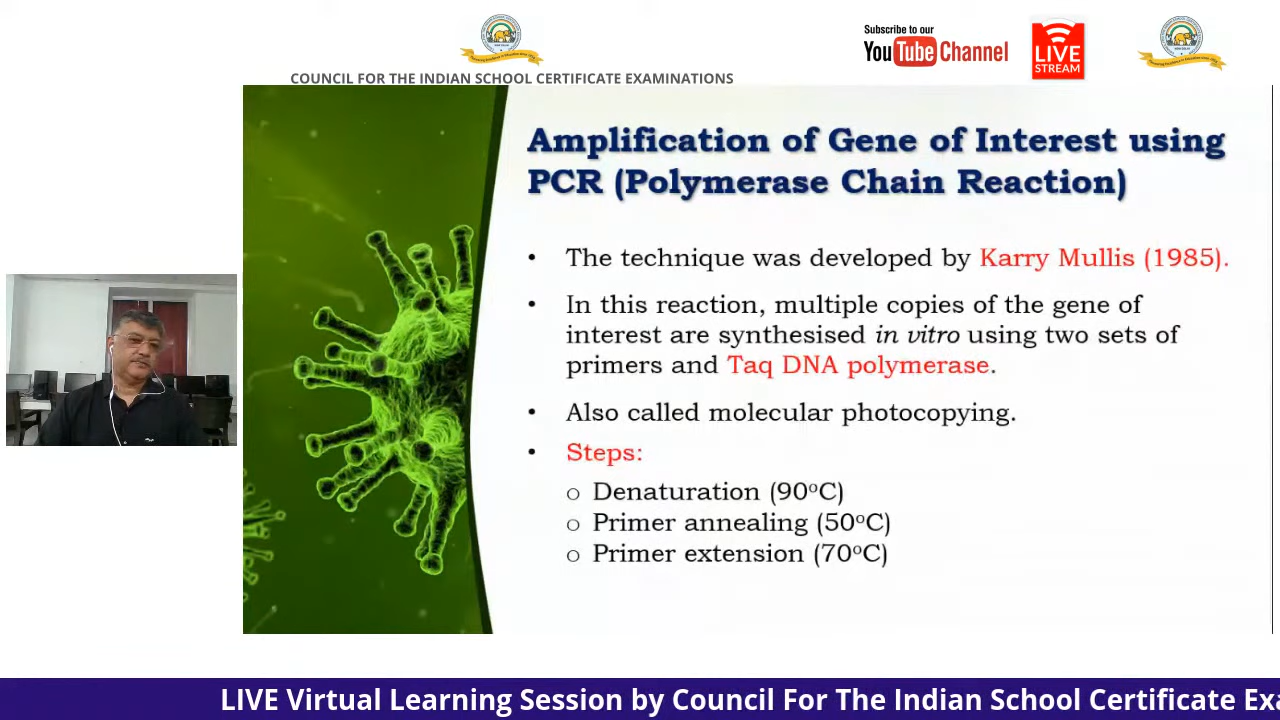 Subscribe to our
YouTube Channel
LIVE
STREAM
COUNCIL FOR THE INDIAN SCHOOL CERTIFICATE EXAMINATIONS
Amplification of Gene of Interest using
PCR (Polymerase Chain Reaction)
• The technique was developed by Karry Mullis (1985).
• In this reaction, multiple copies of the gene of
interest are synthesised in vitro using two sets of
primers and Taq DNA polymerase.
• Also called molecular photocopying.
• Steps:
o Denaturation (90°C)
o Primer annealing (50°C)
o Primer extension (70°C)
LIVE Virtual Learning Session by Council For The Indian School Certificate Exa